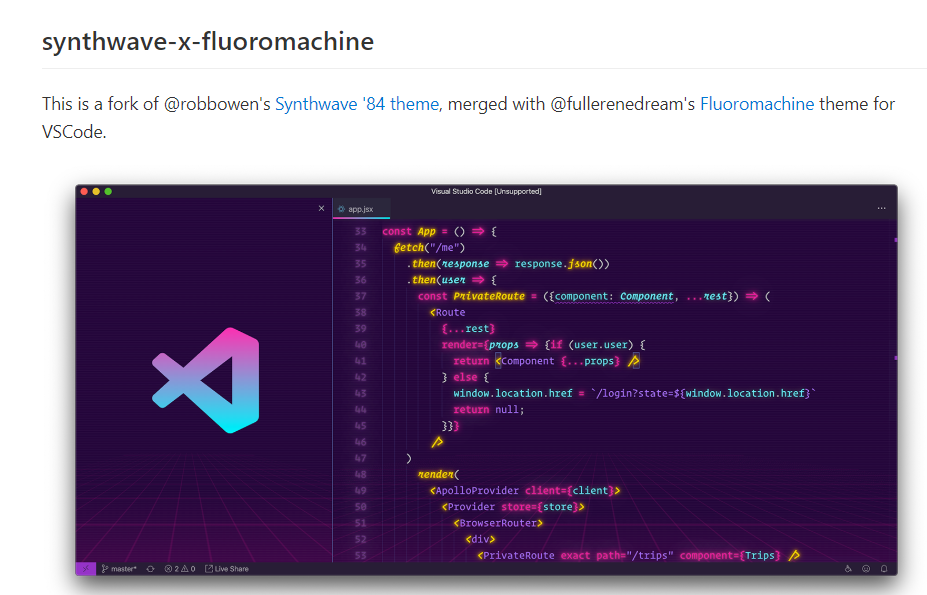 synthwave-x-fluoromachine
This is a fork of @robbowen's Synthwave '84 theme, merged with @fullerenedream's Fluoromachine theme for
VSCode.
Visual Studio Code [Unsupported]
app.jsx
33 const App = () => {
34 fetch("/me")
35 .then(response => response.json())
36 .then(user => {
37 const PrivateRoute = ({component: Component, ...rest}) => (
38 <Route
39 {...rest}
40 render={props => {if (user.user) {
41 return <Component {...props} />
42 } else {
43 window.location.href = `/login?state=${window.location.href}`
44 return null;
45 }}}
46 />
47 )
48 render(
49 <ApolloProvider client={client}>
50 <Provider store={store}>
51 <BrowserRouter>
52 <div>
53 <PrivateRoute exact path="/trips" component={Trips} />
master* 2 0 Live Share